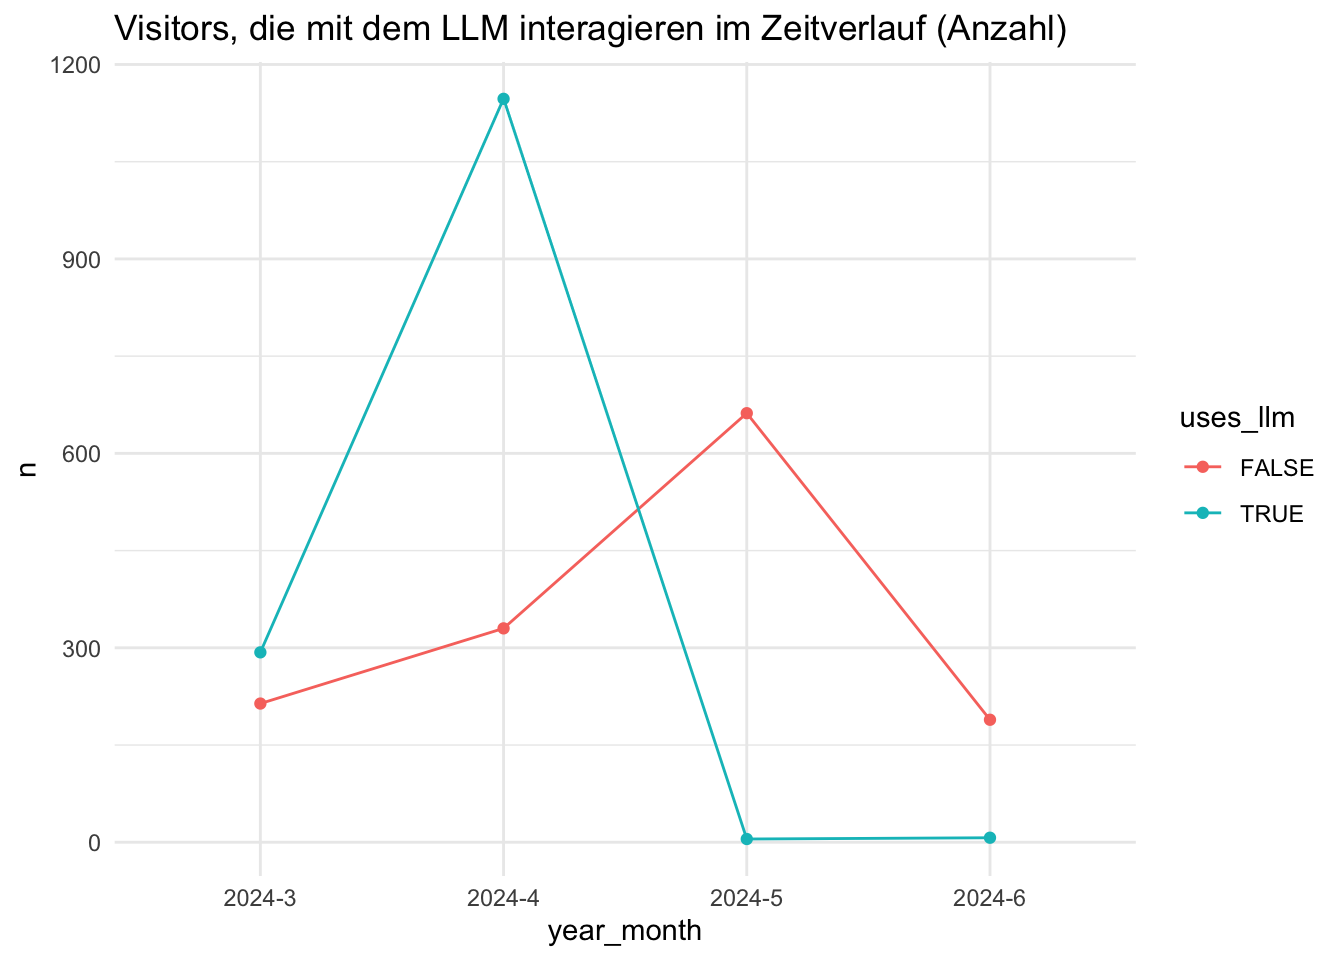 Visitors, die mit dem LLM interagieren im Zeitverlauf (Anzahl)
1200
900
600
300
0
n
2024-3 2024-4 2024-5 2024-6
year_month
uses_llm
FALSE
TRUE